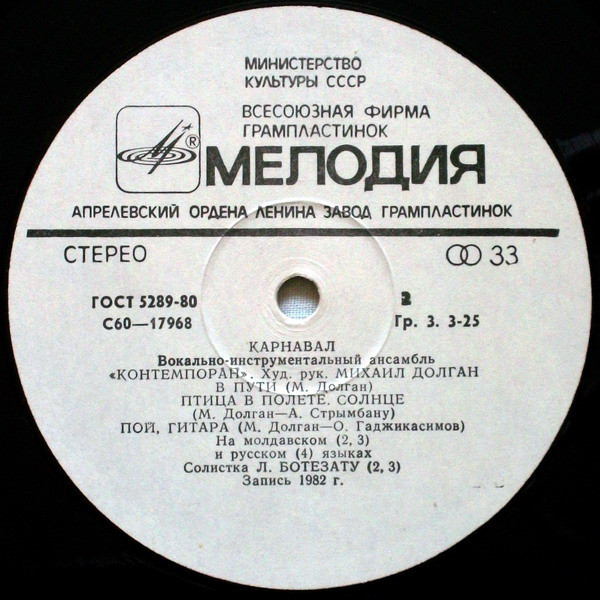 МИНИСТЕРСТВО
КУЛЬТУРЫ СССР
ВСЕСОЮЗНАЯ ФИРМА
ГРАМПЛАСТИНОК
® МЕЛОДИЯ
АПРЕЛЕВСКИЙ ОРДЕНА ЛЕНИНА ЗАВОД ГРАМПЛАСТИНОК
СТЕРЕО 33
ГОСТ 5289-80 2
С60—17968 Гр. 3. 3-25
КАРНАВАЛ
Вокально-инструментальный ансамбль
«КОНТЕМПОРАН». Худ. рук. МИХАИЛ ДОЛГАН
В ПУТИ (М. Долган)
ПТИЦА В ПОЛЕТЕ. СОЛНЦЕ
(М. Долган—А. Стрымбану)
ПОЙ, ГИТАРА (М. Долган—О. Гаджикасимов)
На молдавском (2, 3)
и русском (4) языках
Солистка Л. БОТЕЗАТУ (2, 3)
Запись 1982 г.